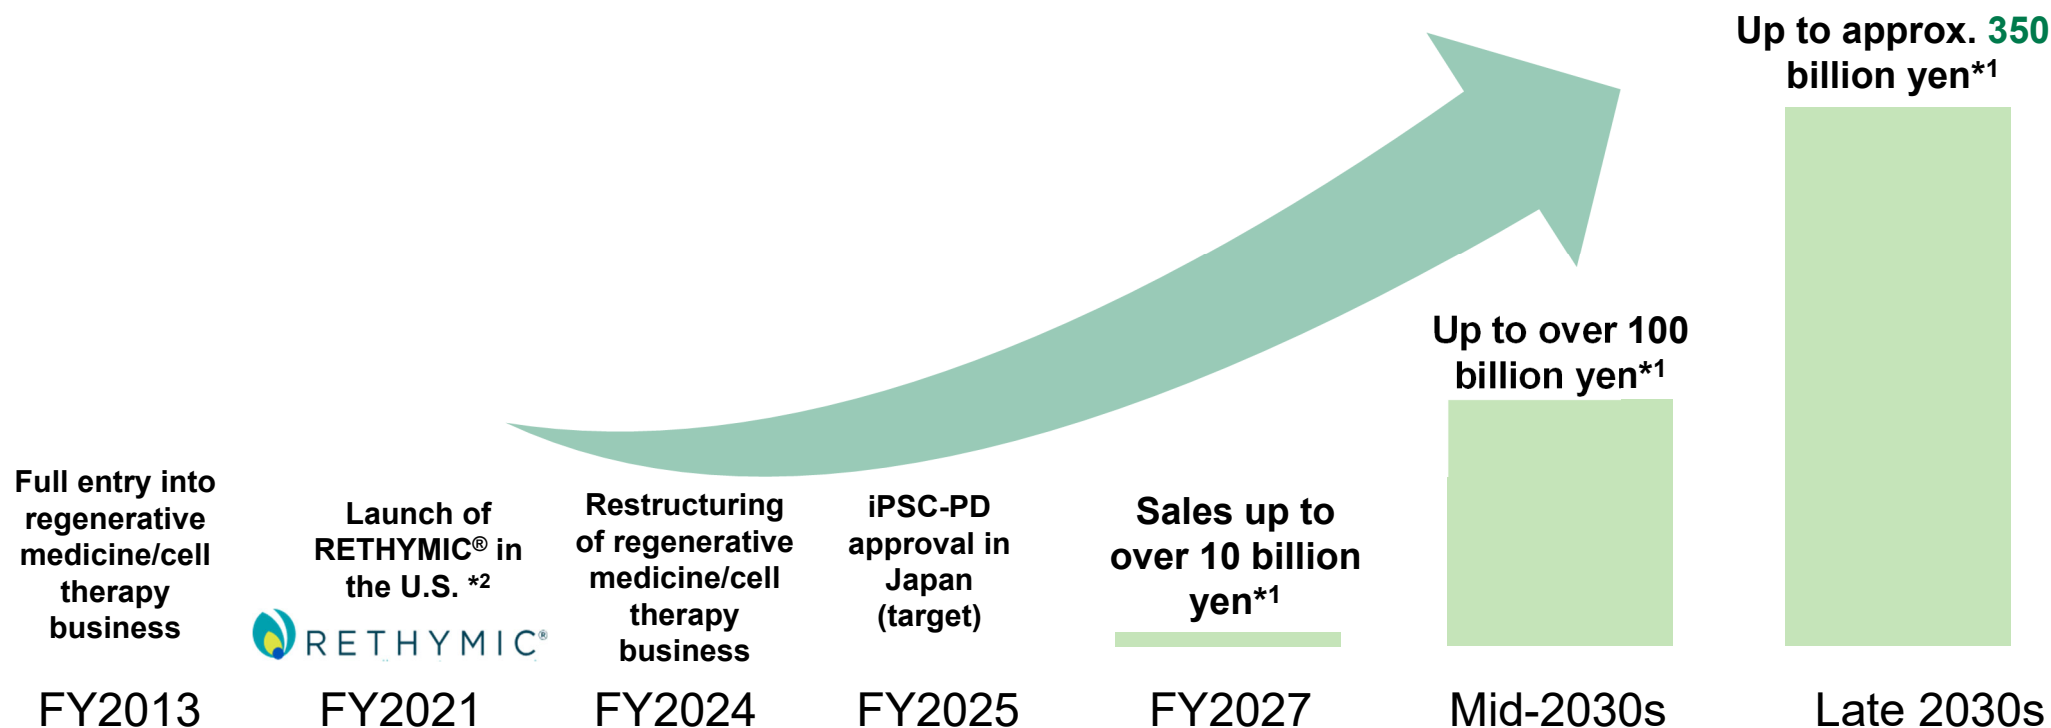 Up to approx. 350
billion yen*1
Up to over 100
billion yen*1
Full entry into
regenerative
medicine/cell
therapy
business
Launch of
RETHYMIC® in
the U.S. *2
RETHYMIC®
Restructuring
of regenerative
medicine/cell
therapy
business
iPSC-PD
approval in
Japan
(target)
Sales up to
over 10 billion
yen*1
FY2013
FY2021
FY2024
FY2025
FY2027
Mid-2030s
Late 2030s